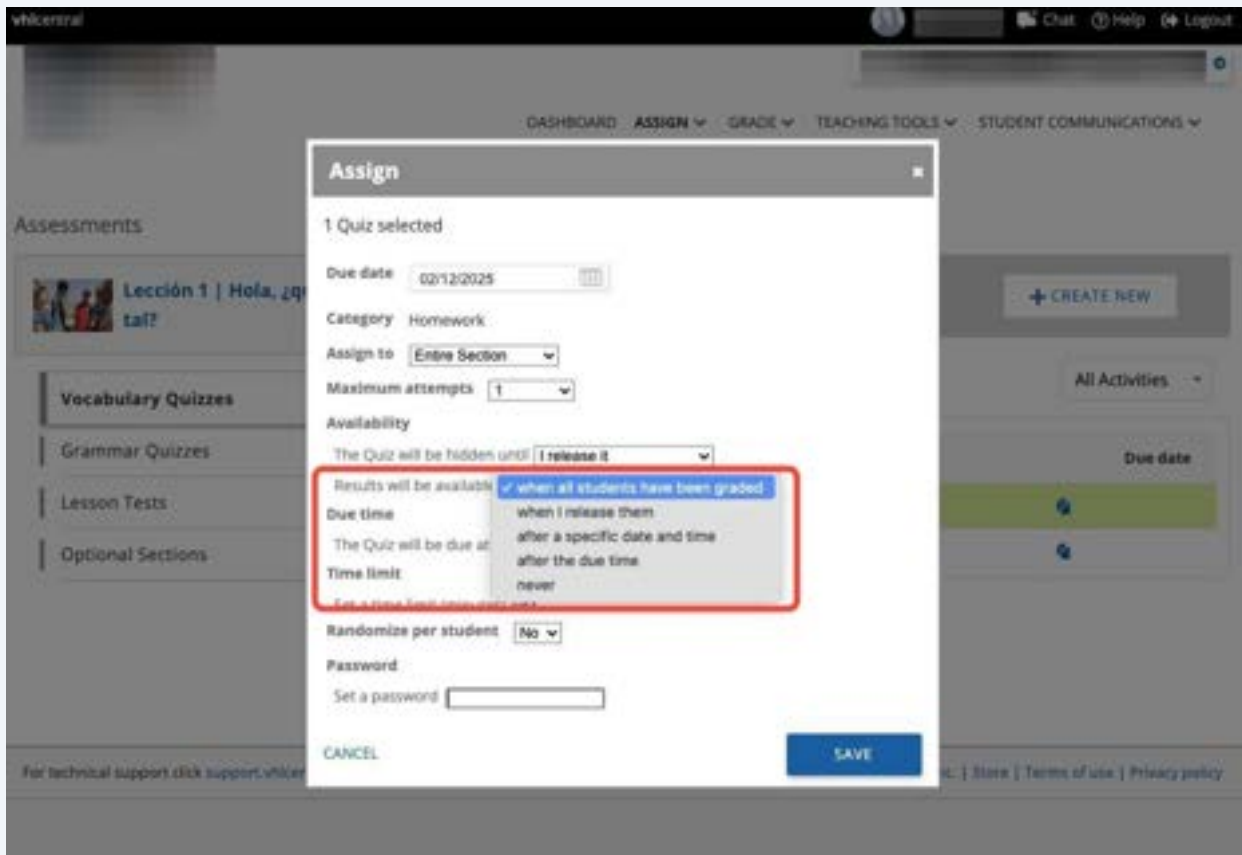 vhlcentral
Chat Help Logout
DASHBOARD ASSIGN GRADE TEACHING TOOLS STUDENT COMMUNICATIONS
Assign
Assessments
1 Quiz selected
Due date 02/12/2025
Lección 1 | Hola, ¿qu
tal?
+ CREATE NEW
Category Homework
Assign to Entire Section
Maximum attempts 1
All Activities
Vocabulary Quizzes
Availability
Grammar Quizzes
The Quiz will be hidden until I release it
Due date
Results will be available ✓ when all students have been graded
Lesson Tests
Due time
when I release them
after a specific date and time
The Quiz will be due at
Optional Sections
after the due time
Time limit
never
Randomize per student No
Password
Set a password
CANCEL
SAVE
For technical support click support.vhlcer
c. | Store | Terms of use | Privacy policy